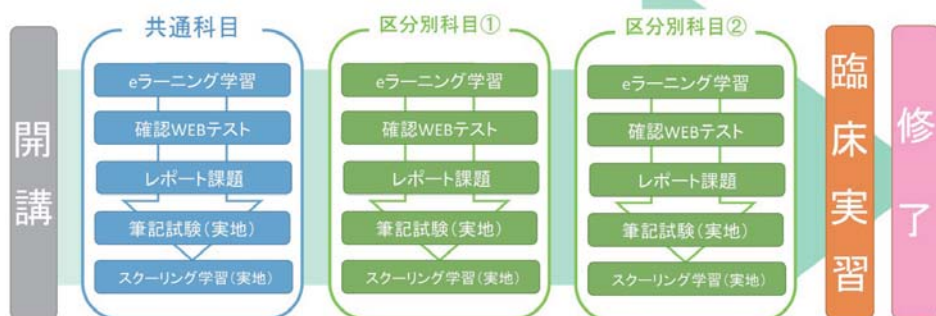 開講
共通科目
eラーニング学習
確認WEBテスト
レポート課題
筆記試験(実地)
スクーリング学習(実地)
区分別科目①
eラーニング学習
確認WEBテスト
レポート課題
筆記試験(実地)
スクーリング学習(実地)
区分別科目②
eラーニング学習
確認WEBテスト
レポート課題
筆記試験(実地)
スクーリング学習(実地)
臨床実習
修了